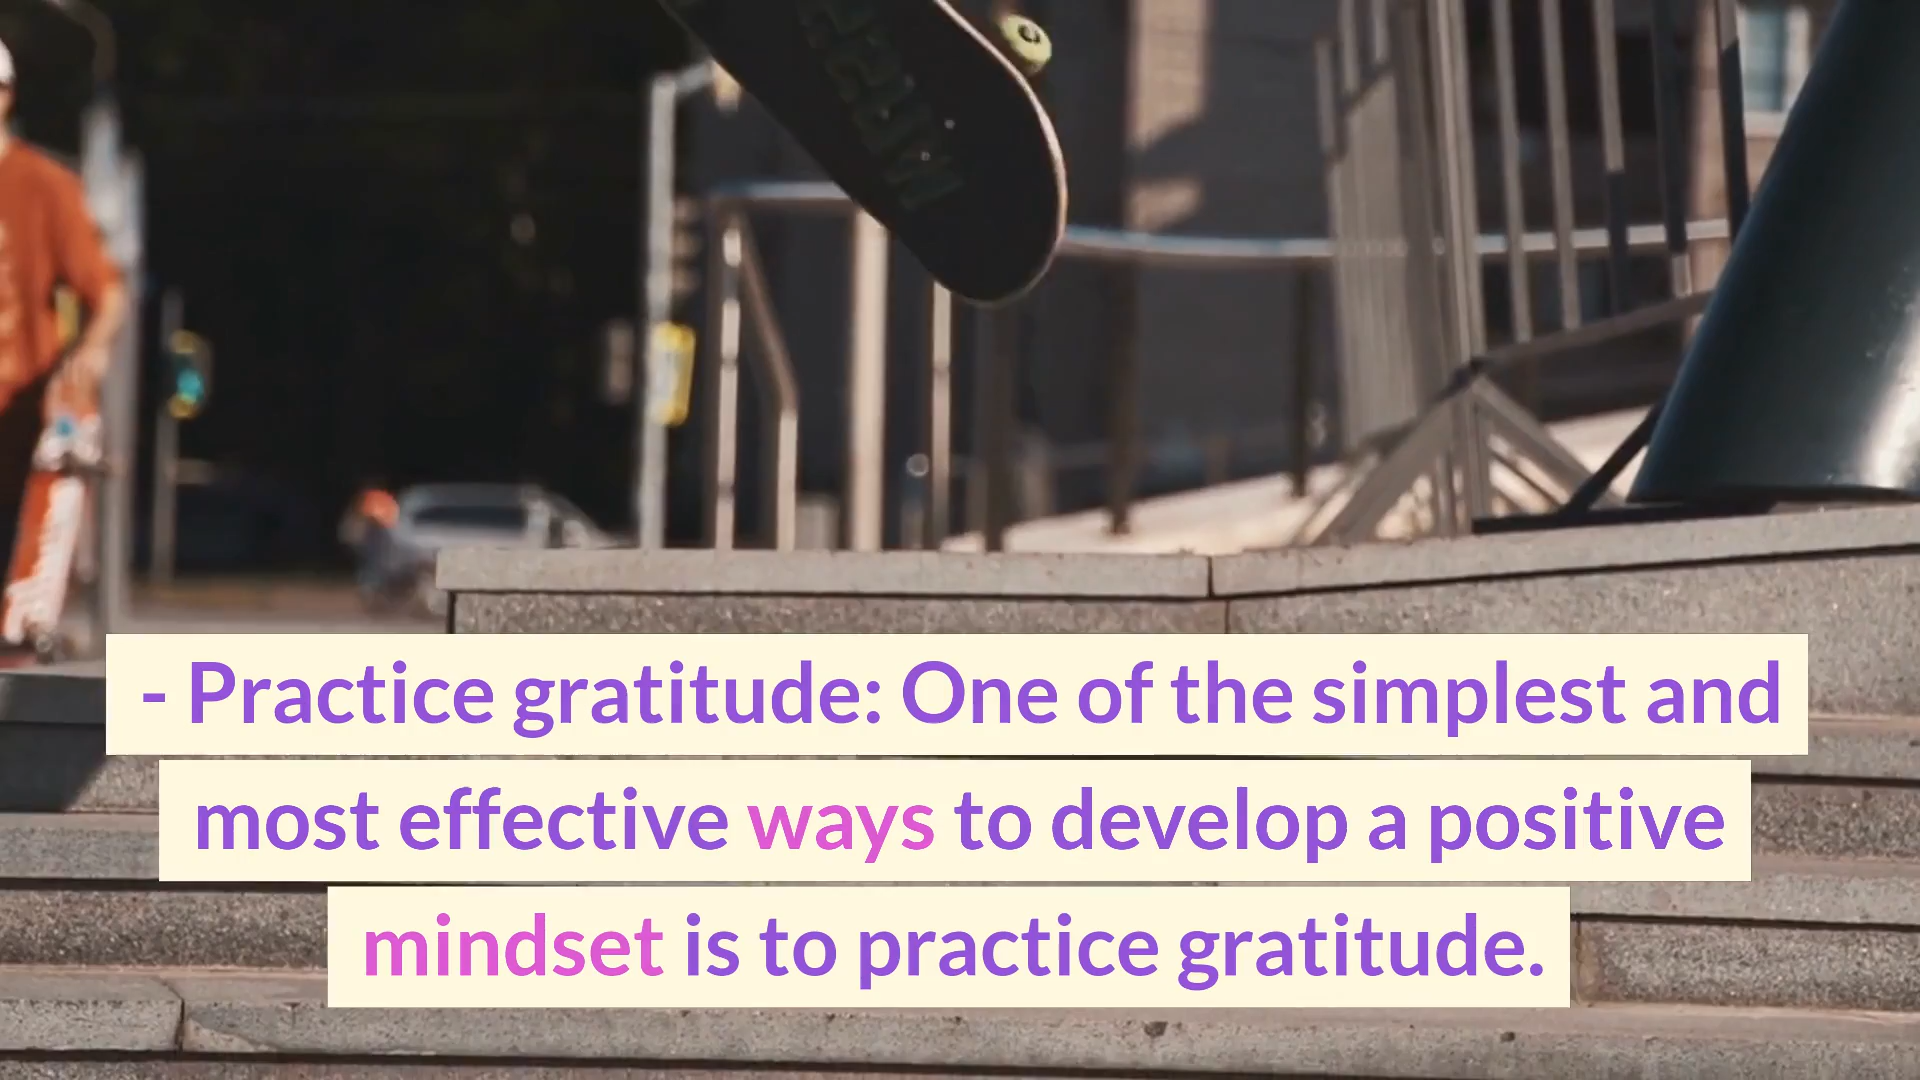 - Practice gratitude: One of the simplest and
most effective ways to develop a positive
mindset is to practice gratitude.